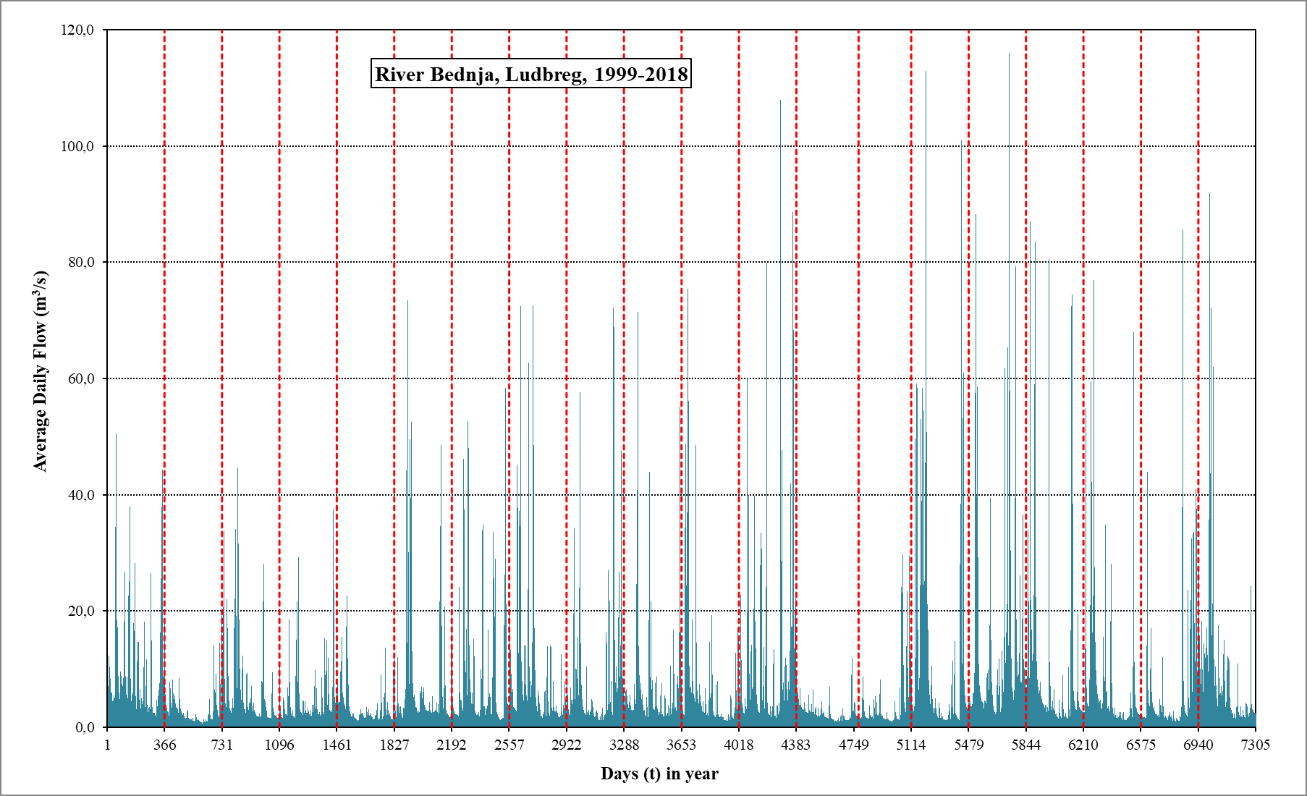 120,0
River Bednja, Ludbreg, 1999-2018
100,0
80,0
60,0
40,0
20,0
0,0
Average Daily Flow (m³/s)
1 366 731 1096 1461 1827 2192 2557 2922 3288 3653 4018 4383 4749 5114 5479 5844 6210 6575 6940 7305
Days (t) in year